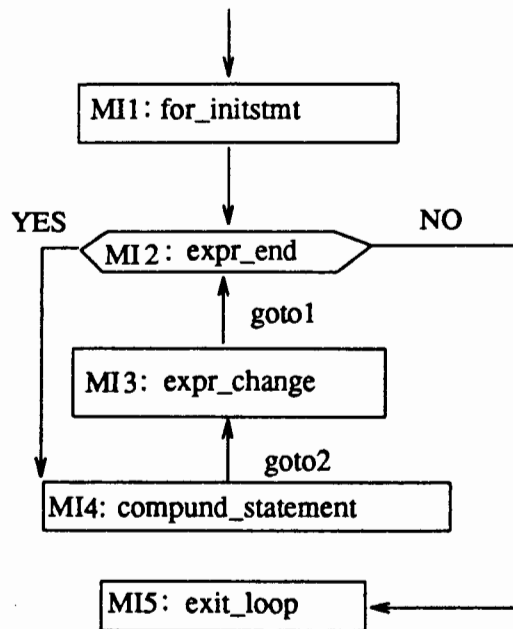 MI1: for_initstmt
YES
NO
MI2: expr_end
goto1
MI3: expr_change
goto2
MI4: compund_statement
MI5: exit_loop